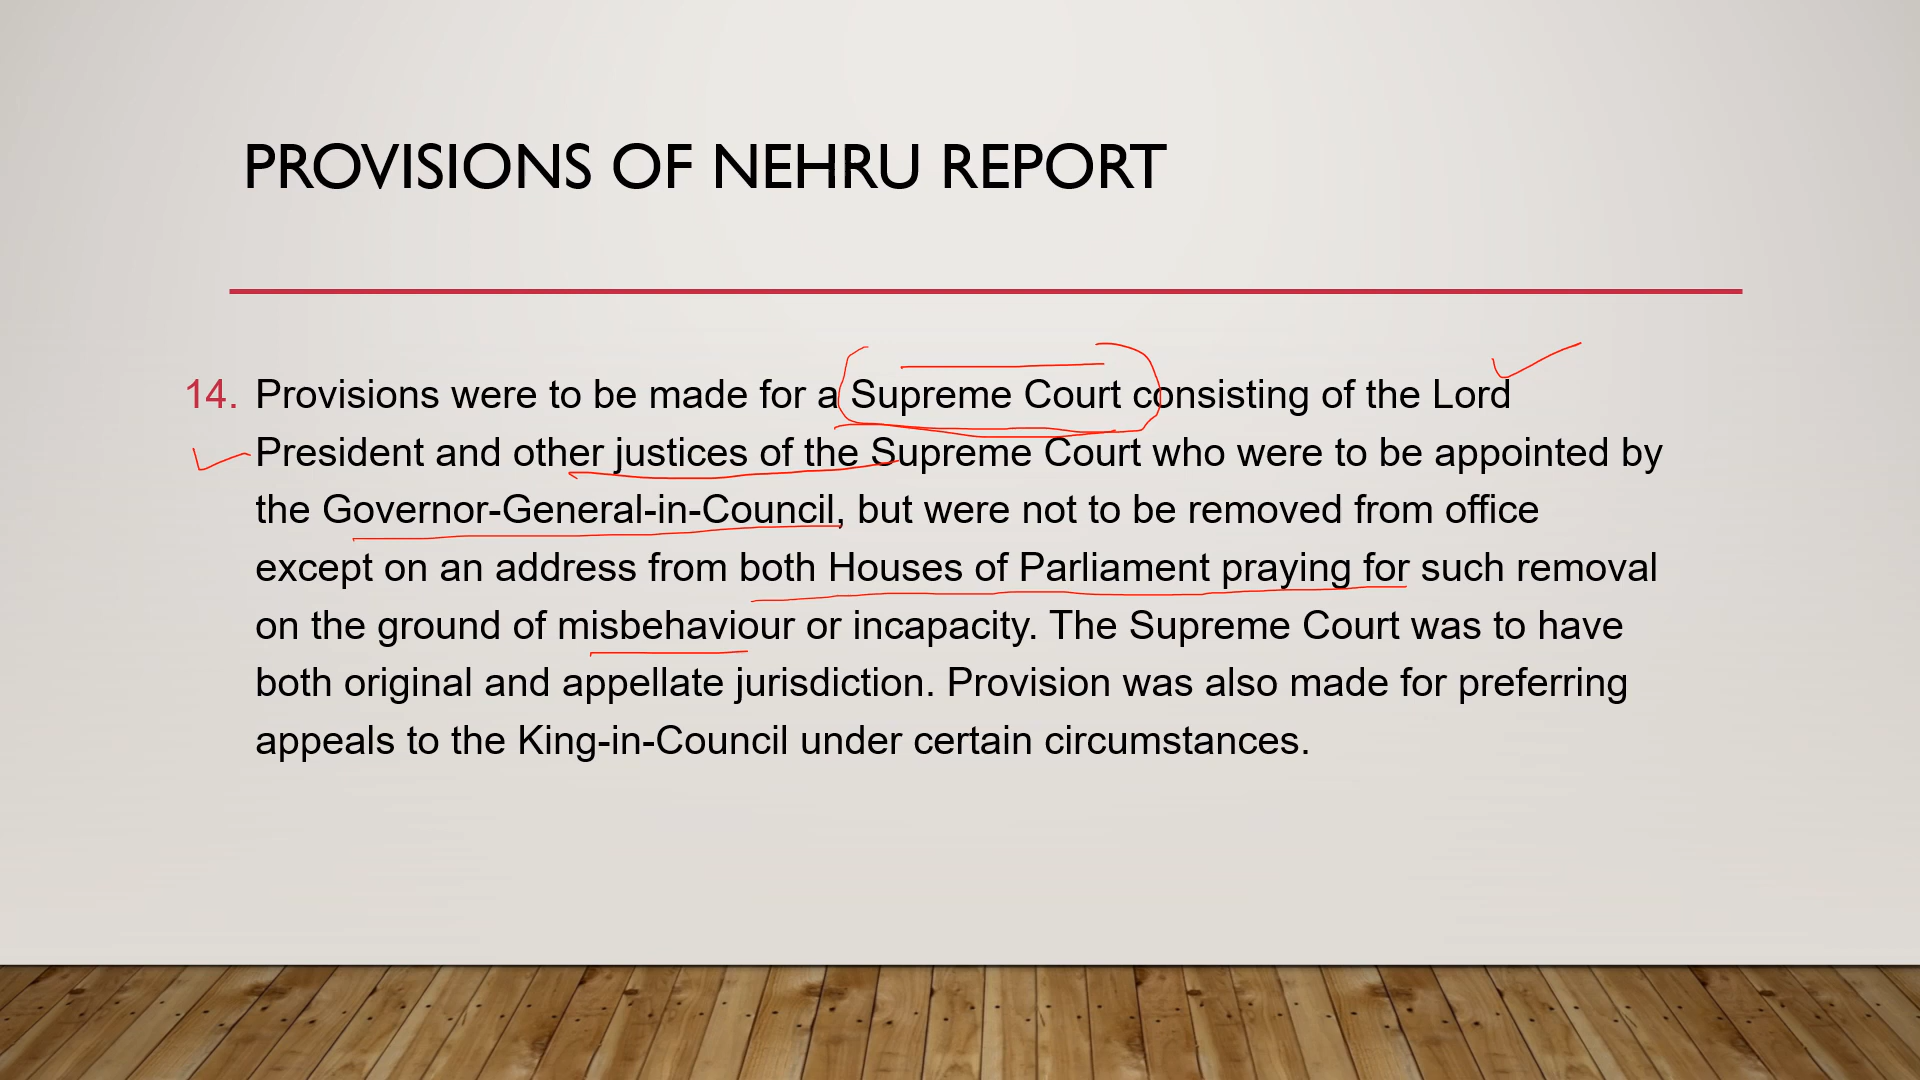 PROVISIONS OF NEHRU REPORT
14. Provisions were to be made for a Supreme Court consisting of the Lord
President and other justices of the Supreme Court who were to be appointed by
the Governor-General-in-Council, but were not to be removed from office
except on an address from both Houses of Parliament praying for such removal
on the ground of misbehaviour or incapacity. The Supreme Court was to have
both original and appellate jurisdiction. Provision was also made for preferring
appeals to the King-in-Council under certain circumstances.